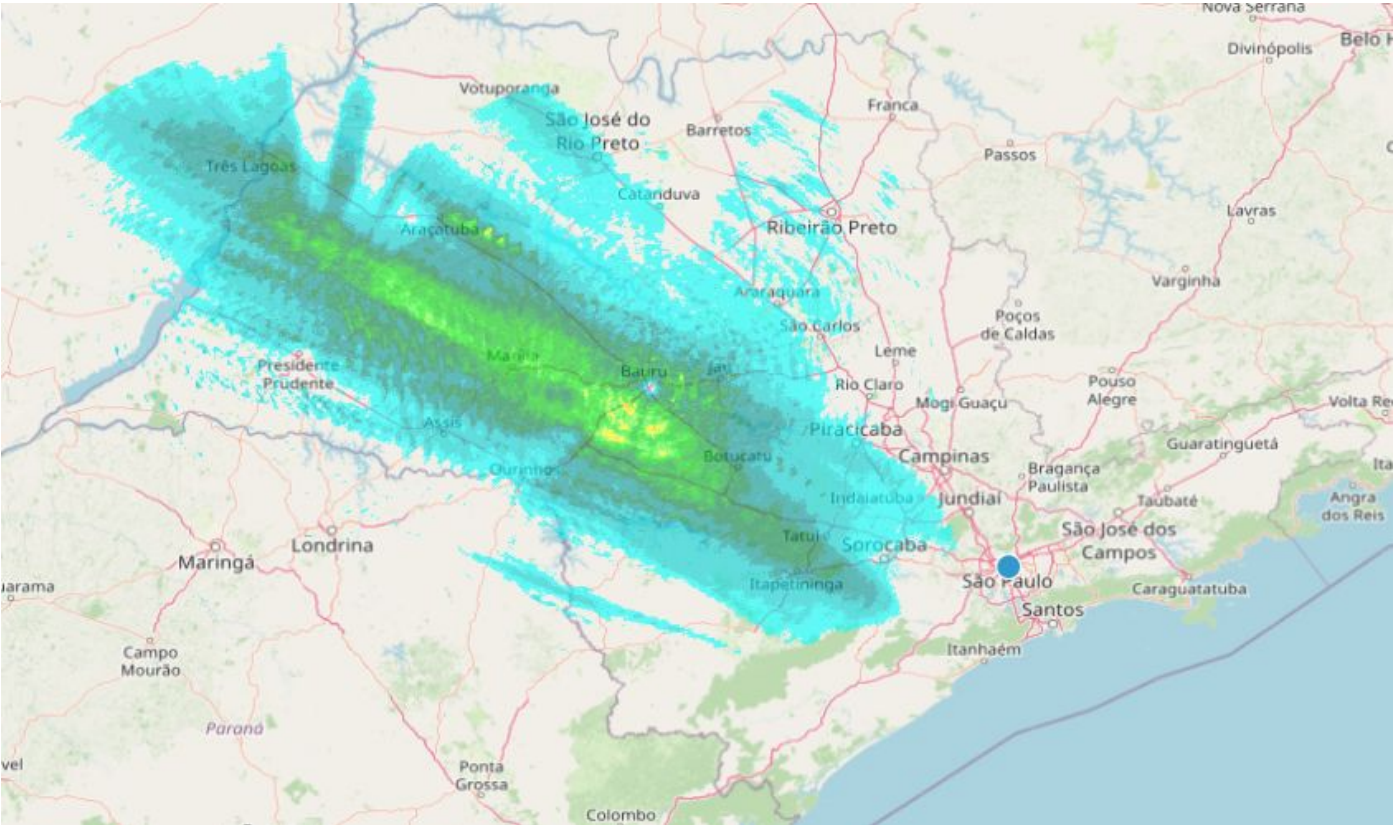 Nova Serrana
Divinópolis
Belo H
Votuporanga
São José do
Rio Preto
Barretos
Franca
Passos
Três Lagoas
Catanduva
Lavras
Araçatuba
Ribeirão Preto
Varginha
Araraquara
São Carlos
Poços
de Caldas
Leme
Marília
Presidente
Prudente
Bauru
Jaú
Rio Claro
Mogi Guaçu
Pouso
Alegre
Volta Re
Assis
Piracicaba
Guaratinguetá
Botucatu
Campinas
Ita
Ourinhos
Bragança
Paulista
Indaiatuba
Jundiaí
Taubaté
Angra
dos Reis
Tatuí
São José dos
Campos
Londrina
Sorocaba
Maringá
uarama
Itapetininga
São Paulo
Caraguatatuba
Santos
Campo
Mourão
Itanhaém
Paraná
vel
Ponta
Grossa
Colombo